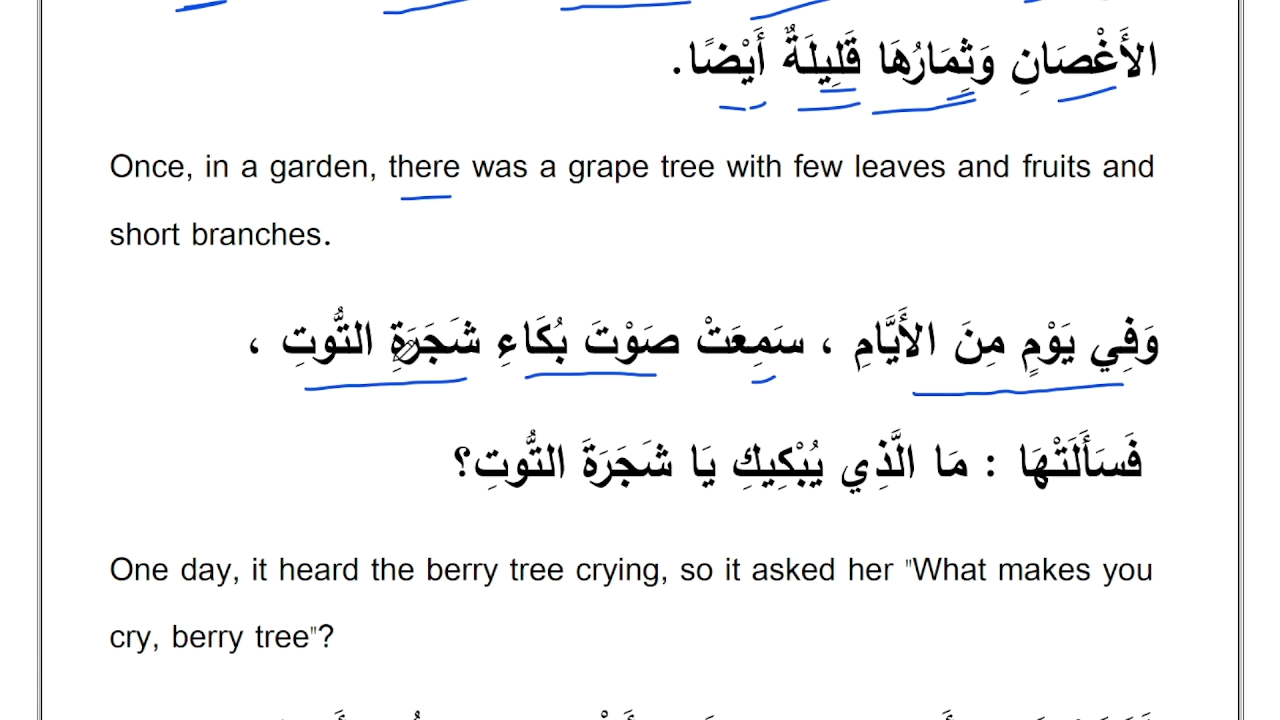 الأَغْصَانِ وَثِمَارُهَا قَلِيلَةٌ أَيْضًا.
Once, in a garden, there was a grape tree with few leaves and fruits and
short branches.
وَفِي يَوْمٍ مِنَ الأَيَّامِ ، سَمِعَتْ صَوْتَ بُكَاءِ شَجَرَةِ التُّوتِ ،
فَسَأَلَتْهَا : مَا الَّذِي يُبْكِيكِ يَا شَجَرَةَ التُّوتِ؟
One day, it heard the berry tree crying, so it asked her "What makes you
cry, berry tree"?